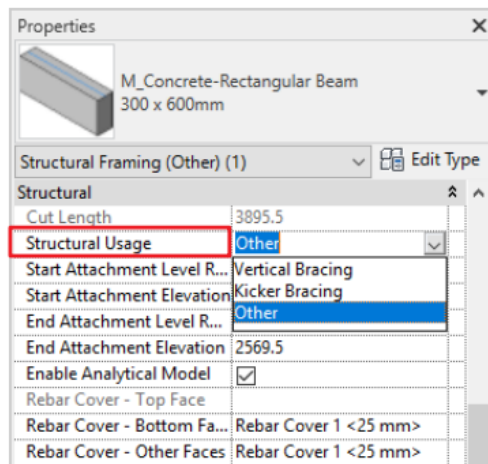 Properties
M_Concrete-Rectangular Beam
300 x 600mm
Structural Framing (Other) (1)
Edit Type
Structural
Cut Length 3895.5
Structural Usage Other
Start Attachment Level R... Vertical Bracing
Start Attachment Elevation Kicker Bracing
End Attachment Level R... Other
End Attachment Elevation 2569.5
Enable Analytical Model
Rebar Cover - Top Face
Rebar Cover - Bottom Fa... Rebar Cover 1 <25 mm>
Rebar Cover - Other Faces Rebar Cover 1 <25 mm>